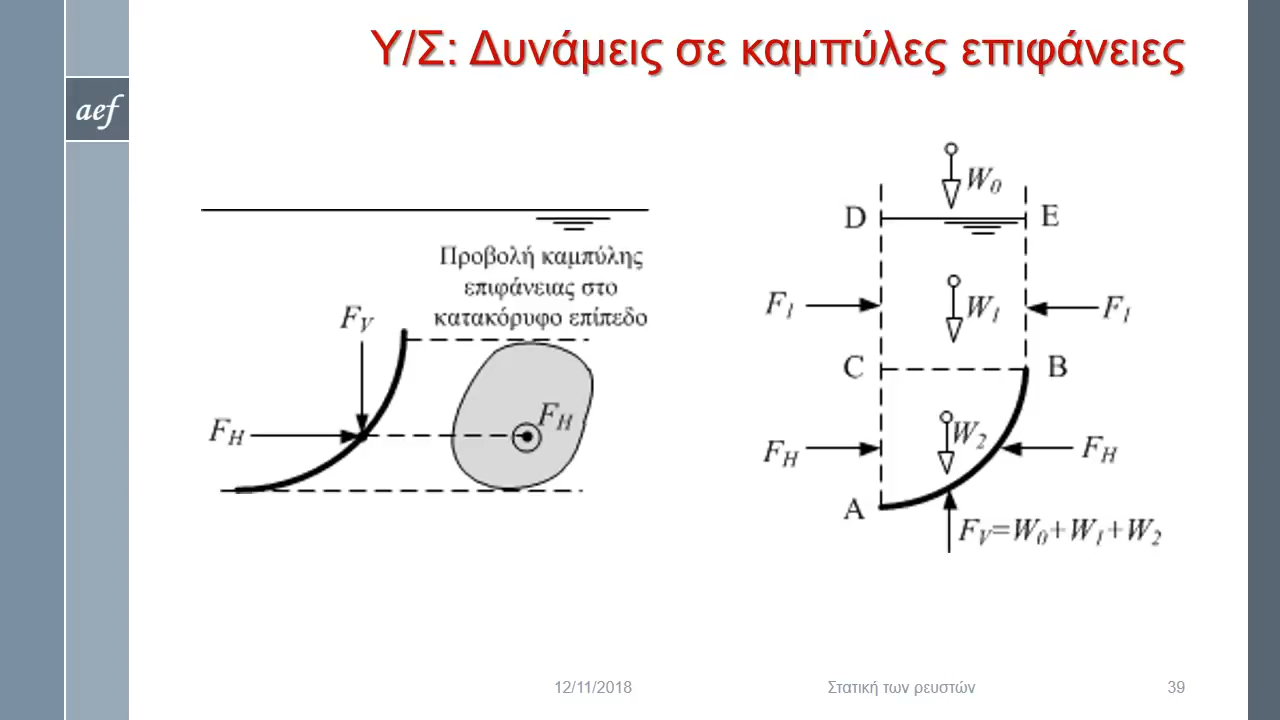 Υ/Σ: Δυνάμεις σε καμπύλες επιφάνειες
aef
Προβολή καμπύλης
επιφάνειας στο
κατακόρυφο επίπεδο
F_V
F_H
F_H
W_0
D
E
F_1
W_1
F_1
C
B
F_H
W_2
F_H
A
F_V=W_0+W_1+W_2
12/11/2018
Στατική των ρευστών
39